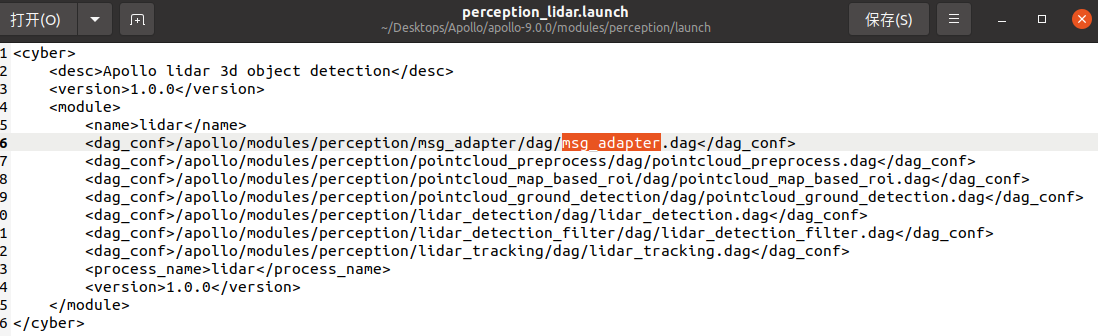 打开(O)
perception_lidar.launch
~/Desktops/Apollo/apollo-9.0.0/modules/perception/launch
保存(S)
1 <cyber>
2 <desc>Apollo lidar 3d object detection</desc>
3 <version>1.0.0</version>
4 <module>
5 <name>lidar</name>
6 <dag_conf>/apollo/modules/perception/msg_adapter/dag/msg_adapter.dag</dag_conf>
7 <dag_conf>/apollo/modules/perception/pointcloud_preprocess/dag/pointcloud_preprocess.dag</dag_conf>
8 <dag_conf>/apollo/modules/perception/pointcloud_map_based_roi/dag/pointcloud_map_based_roi.dag</dag_conf>
9 <dag_conf>/apollo/modules/perception/pointcloud_ground_detection/dag/pointcloud_ground_detection.dag</dag_conf>
0 <dag_conf>/apollo/modules/perception/lidar_detection/dag/lidar_detection.dag</dag_conf>
1 <dag_conf>/apollo/modules/perception/lidar_detection_filter/dag/lidar_detection_filter.dag</dag_conf>
2 <dag_conf>/apollo/modules/perception/lidar_tracking/dag/lidar_tracking.dag</dag_conf>
3 <process_name>lidar</process_name>
4 <version>1.0.0</version>
5 </module>
6 </cyber>